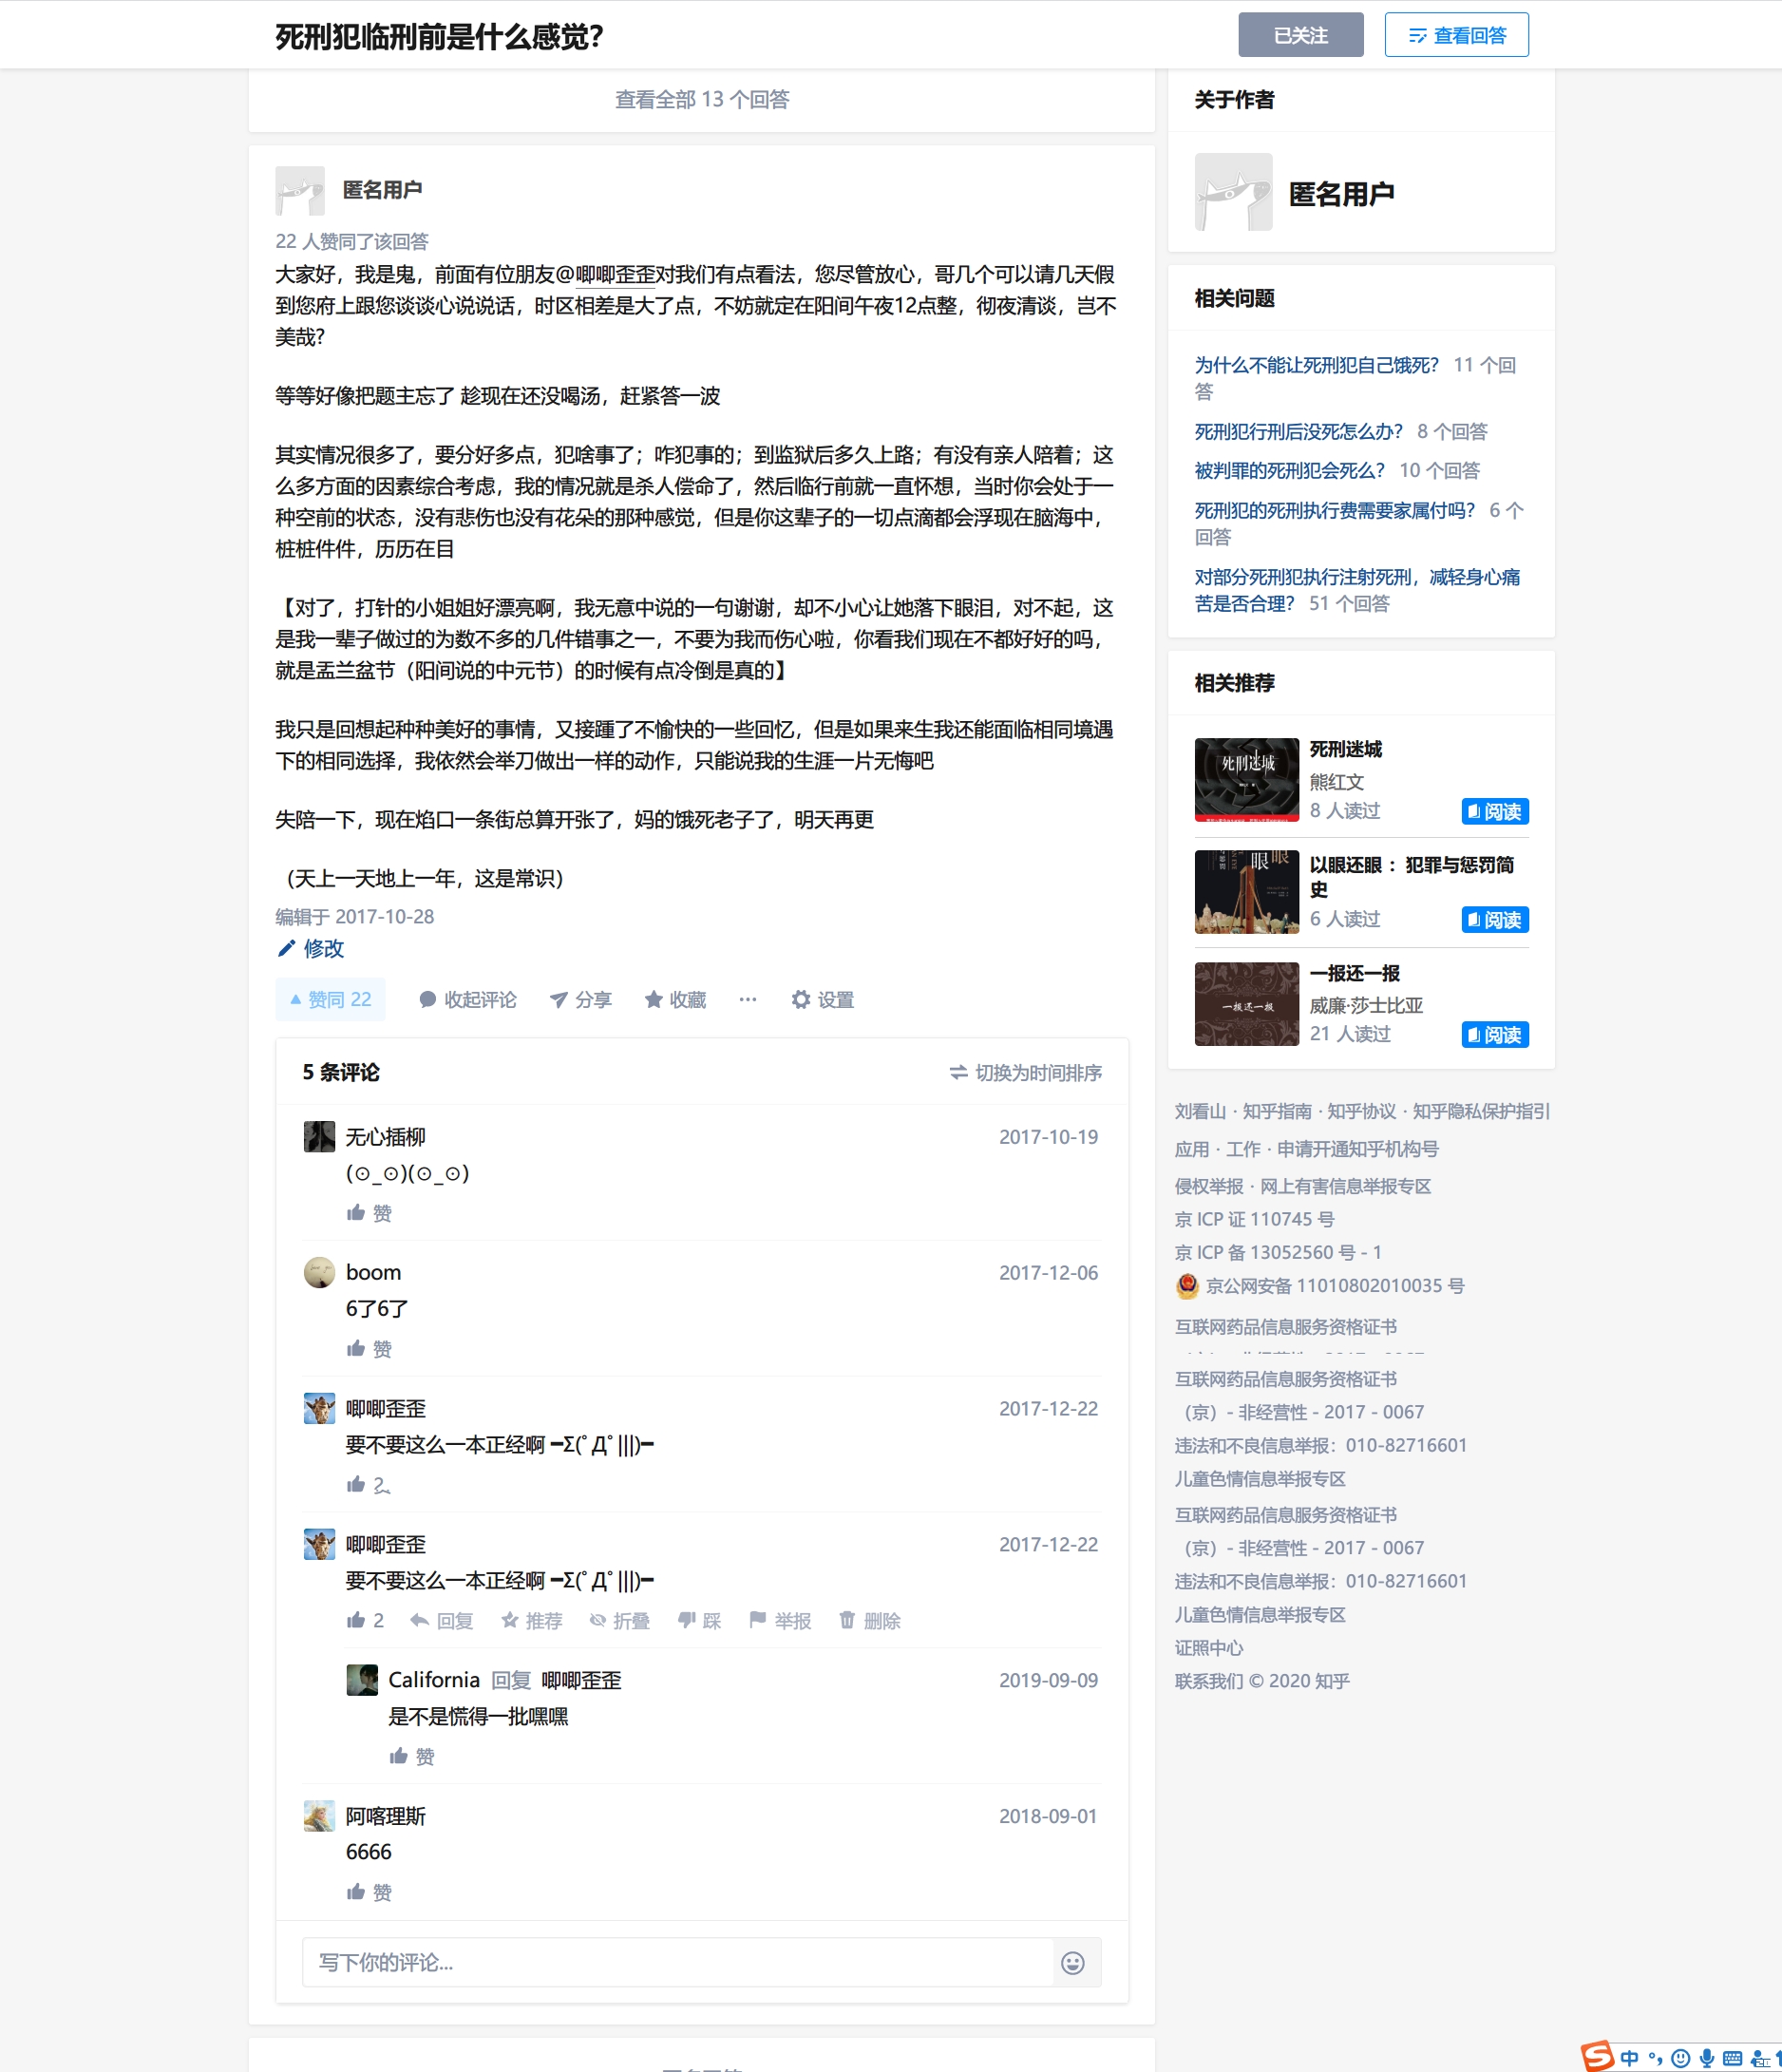 死刑犯临刑前是什么感觉？
已关注
查看回答
查看全部 13 个回答
匿名用户
22 人赞同了该回答
大家好，我是鬼，前面有位朋友@唧唧歪歪对我们有点看法，您尽管放心，哥几个可以请几天假
到您府上跟您谈谈心说说话，时区相差是大了点，不妨就定在阳间午夜12点整，彻夜清谈，岂不
美哉？
等等好像把题主忘了 趁现在还没喝汤，赶紧答一波
其实情况很多了，要分好多点，犯啥事了；咋犯事的；到监狱后多久上路；有没有亲人陪着；这
么多方面的因素综合考虑，我的情况就是杀人偿命了，然后临行前就一直怀想，当时你会处于一
种空前的状态，没有悲伤也没有花朵的那种感觉，但是你这辈子的一切点滴都会浮现在脑海中，
桩桩件件，历历在目
【对了，打针的小姐姐好漂亮啊，我无意中说的一句谢谢，却不小心让她落下眼泪，对不起，这
是我一辈子做过的为数不多的几件错事之一，不要为我而伤心啦，你看我们现在不都好好的吗，
就是盂兰盆节（阳间说的中元节）的时候有点冷倒是真的】
我只是回想起种种美好的事情，又接踵了不愉快的一些回忆，但是如果来生我还能面临相同境遇
下的相同选择，我依然会举刀做出一样的动作，只能说我的生涯一片无悔吧
失陪一下，现在焰口一条街总算开张了，妈的饿死老子了，明天再更
（天上一天地上一年，这是常识）
编辑于 2017-10-28
修改
赞同 22
收起评论
分享
收藏
设置
5 条评论
切换为时间排序
无心插柳
2017-10-19
(⊙_⊙)(⊙_⊙)
赞
boom
2017-12-06
6了6了
赞
唧唧歪歪
2017-12-22
要不要这么一本正经啊 ━Σ(ﾟДﾟ|||)━
唧唧歪歪
2017-12-22
要不要这么一本正经啊 ━Σ(ﾟДﾟ|||)━
2 回复 推荐 折叠 踩 举报 删除
California 回复 唧唧歪歪
2019-09-09
是不是慌得一批嘿嘿
赞
阿喀理斯
2018-09-01
6666
赞
写下你的评论...
关于作者
匿名用户
相关问题
为什么不能让死刑犯自己饿死？ 11 个回
答
死刑犯行刑后没死怎么办？ 8 个回答
被判罪的死刑犯会死么？ 10 个回答
死刑犯的死刑执行费需要家属付吗？ 6 个
回答
对部分死刑犯执行注射死刑，减轻身心痛
苦是否合理？ 51 个回答
相关推荐
死刑迷城
死刑迷城
熊红文
8 人读过
阅读
眼 眼
以眼还眼 ：犯罪与惩罚简
史
6 人读过
阅读
一报还一报
一报还一报
威廉·莎士比亚
21 人读过
阅读
刘看山 · 知乎指南 · 知乎协议 · 知乎隐私保护指引
应用 · 工作 · 申请开通知乎机构号
侵权举报 · 网上有害信息举报专区
京 ICP 证 110745 号
京 ICP 备 13052560 号 - 1
京公网安备 11010802010035 号
互联网药品信息服务资格证书
互联网药品信息服务资格证书
（京）- 非经营性 - 2017 - 0067
违法和不良信息举报：010-82716601
儿童色情信息举报专区
互联网药品信息服务资格证书
（京）- 非经营性 - 2017 - 0067
违法和不良信息举报：010-82716601
儿童色情信息举报专区
证照中心
联系我们 © 2020 知乎
中